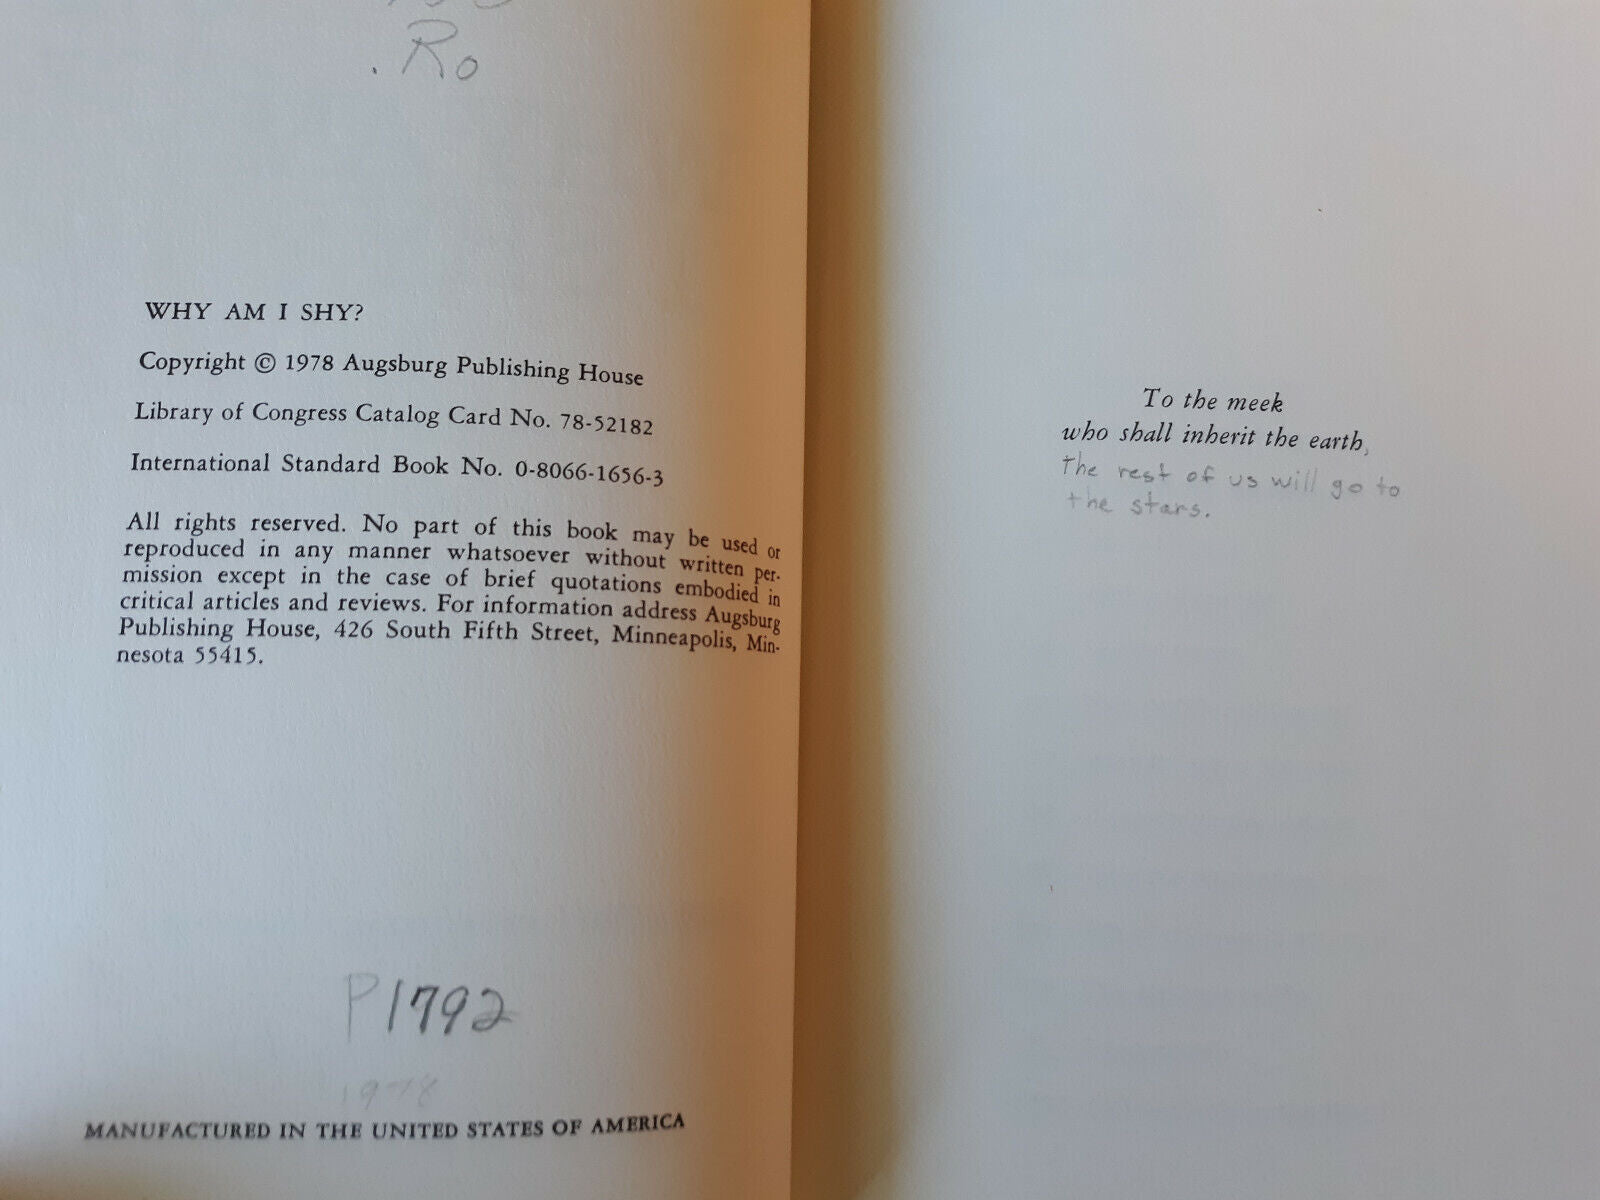 . Ro
WHY AM I SHY?
Copyright © 1978 Augsburg Publishing House
Library of Congress Catalog Card No. 78-52182
International Standard Book No. 0-8066-1656-3
All rights reserved. No part of this book may be used or
reproduced in any manner whatsoever without written per-
mission except in the case of brief quotations embodied in
critical articles and reviews. For information address Augsburg
Publishing House, 426 South Fifth Street, Minneapolis, Min-
nesota 55415.
P1792
1978
MANUFACTURED IN THE UNITED STATES OF AMERICA
To the meek
who shall inherit the earth,
the rest of us will go to
the stars.